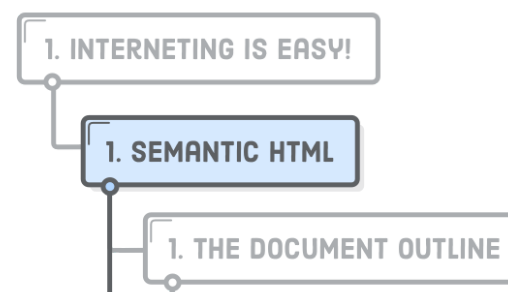 1. INTERNETING IS EASY!
1. SEMANTIC HTML
1. THE DOCUMENT OUTLINE